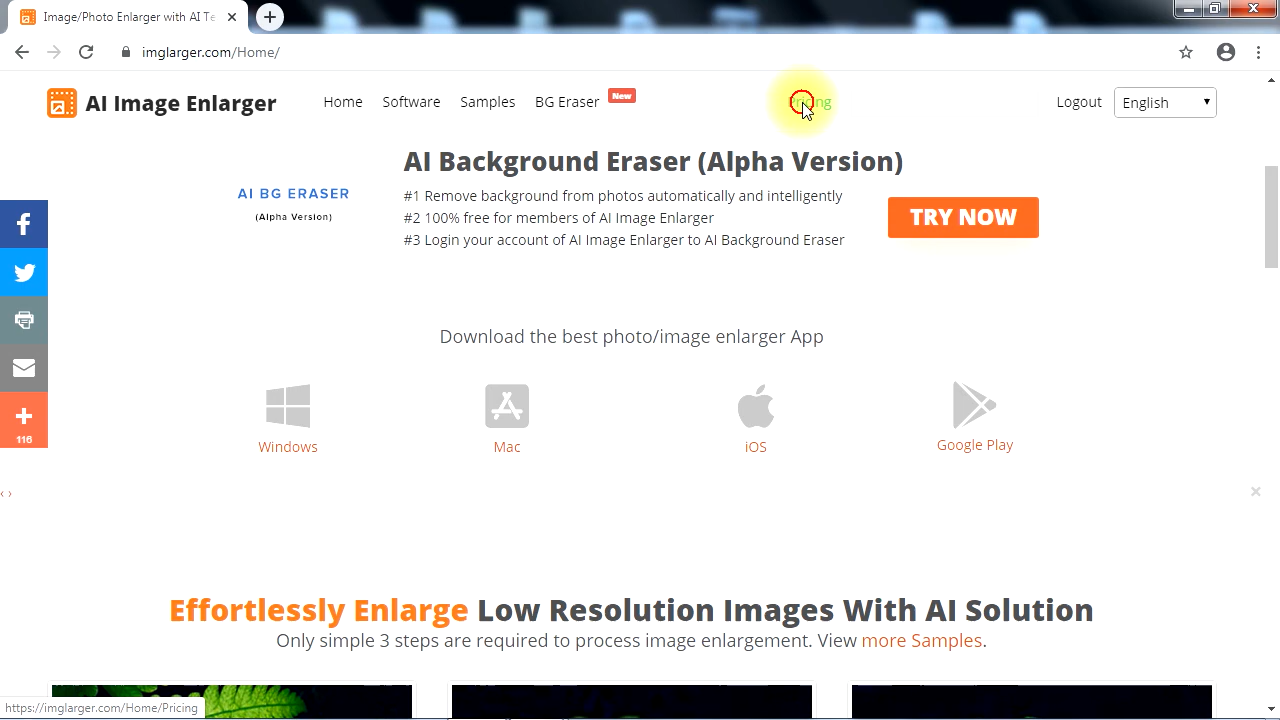 Image/Photo Enlarger with AI Te
imglarger.com/Home/
AI Image Enlarger
Home
Software
Samples
BG Eraser
New
Pricing
Logout
English
AI BG ERASER
(Alpha Version)
AI Background Eraser (Alpha Version)
#1 Remove background from photos automatically and intelligently
#2 100% free for members of AI Image Enlarger
#3 Login your account of AI Image Enlarger to AI Background Eraser
TRY NOW
116
Download the best photo/image enlarger App
Windows
Mac
iOS
Google Play
Effortlessly Enlarge Low Resolution Images With AI Solution
Only simple 3 steps are required to process image enlargement. View more Samples.
https://imglarger.com/Home/Pricing